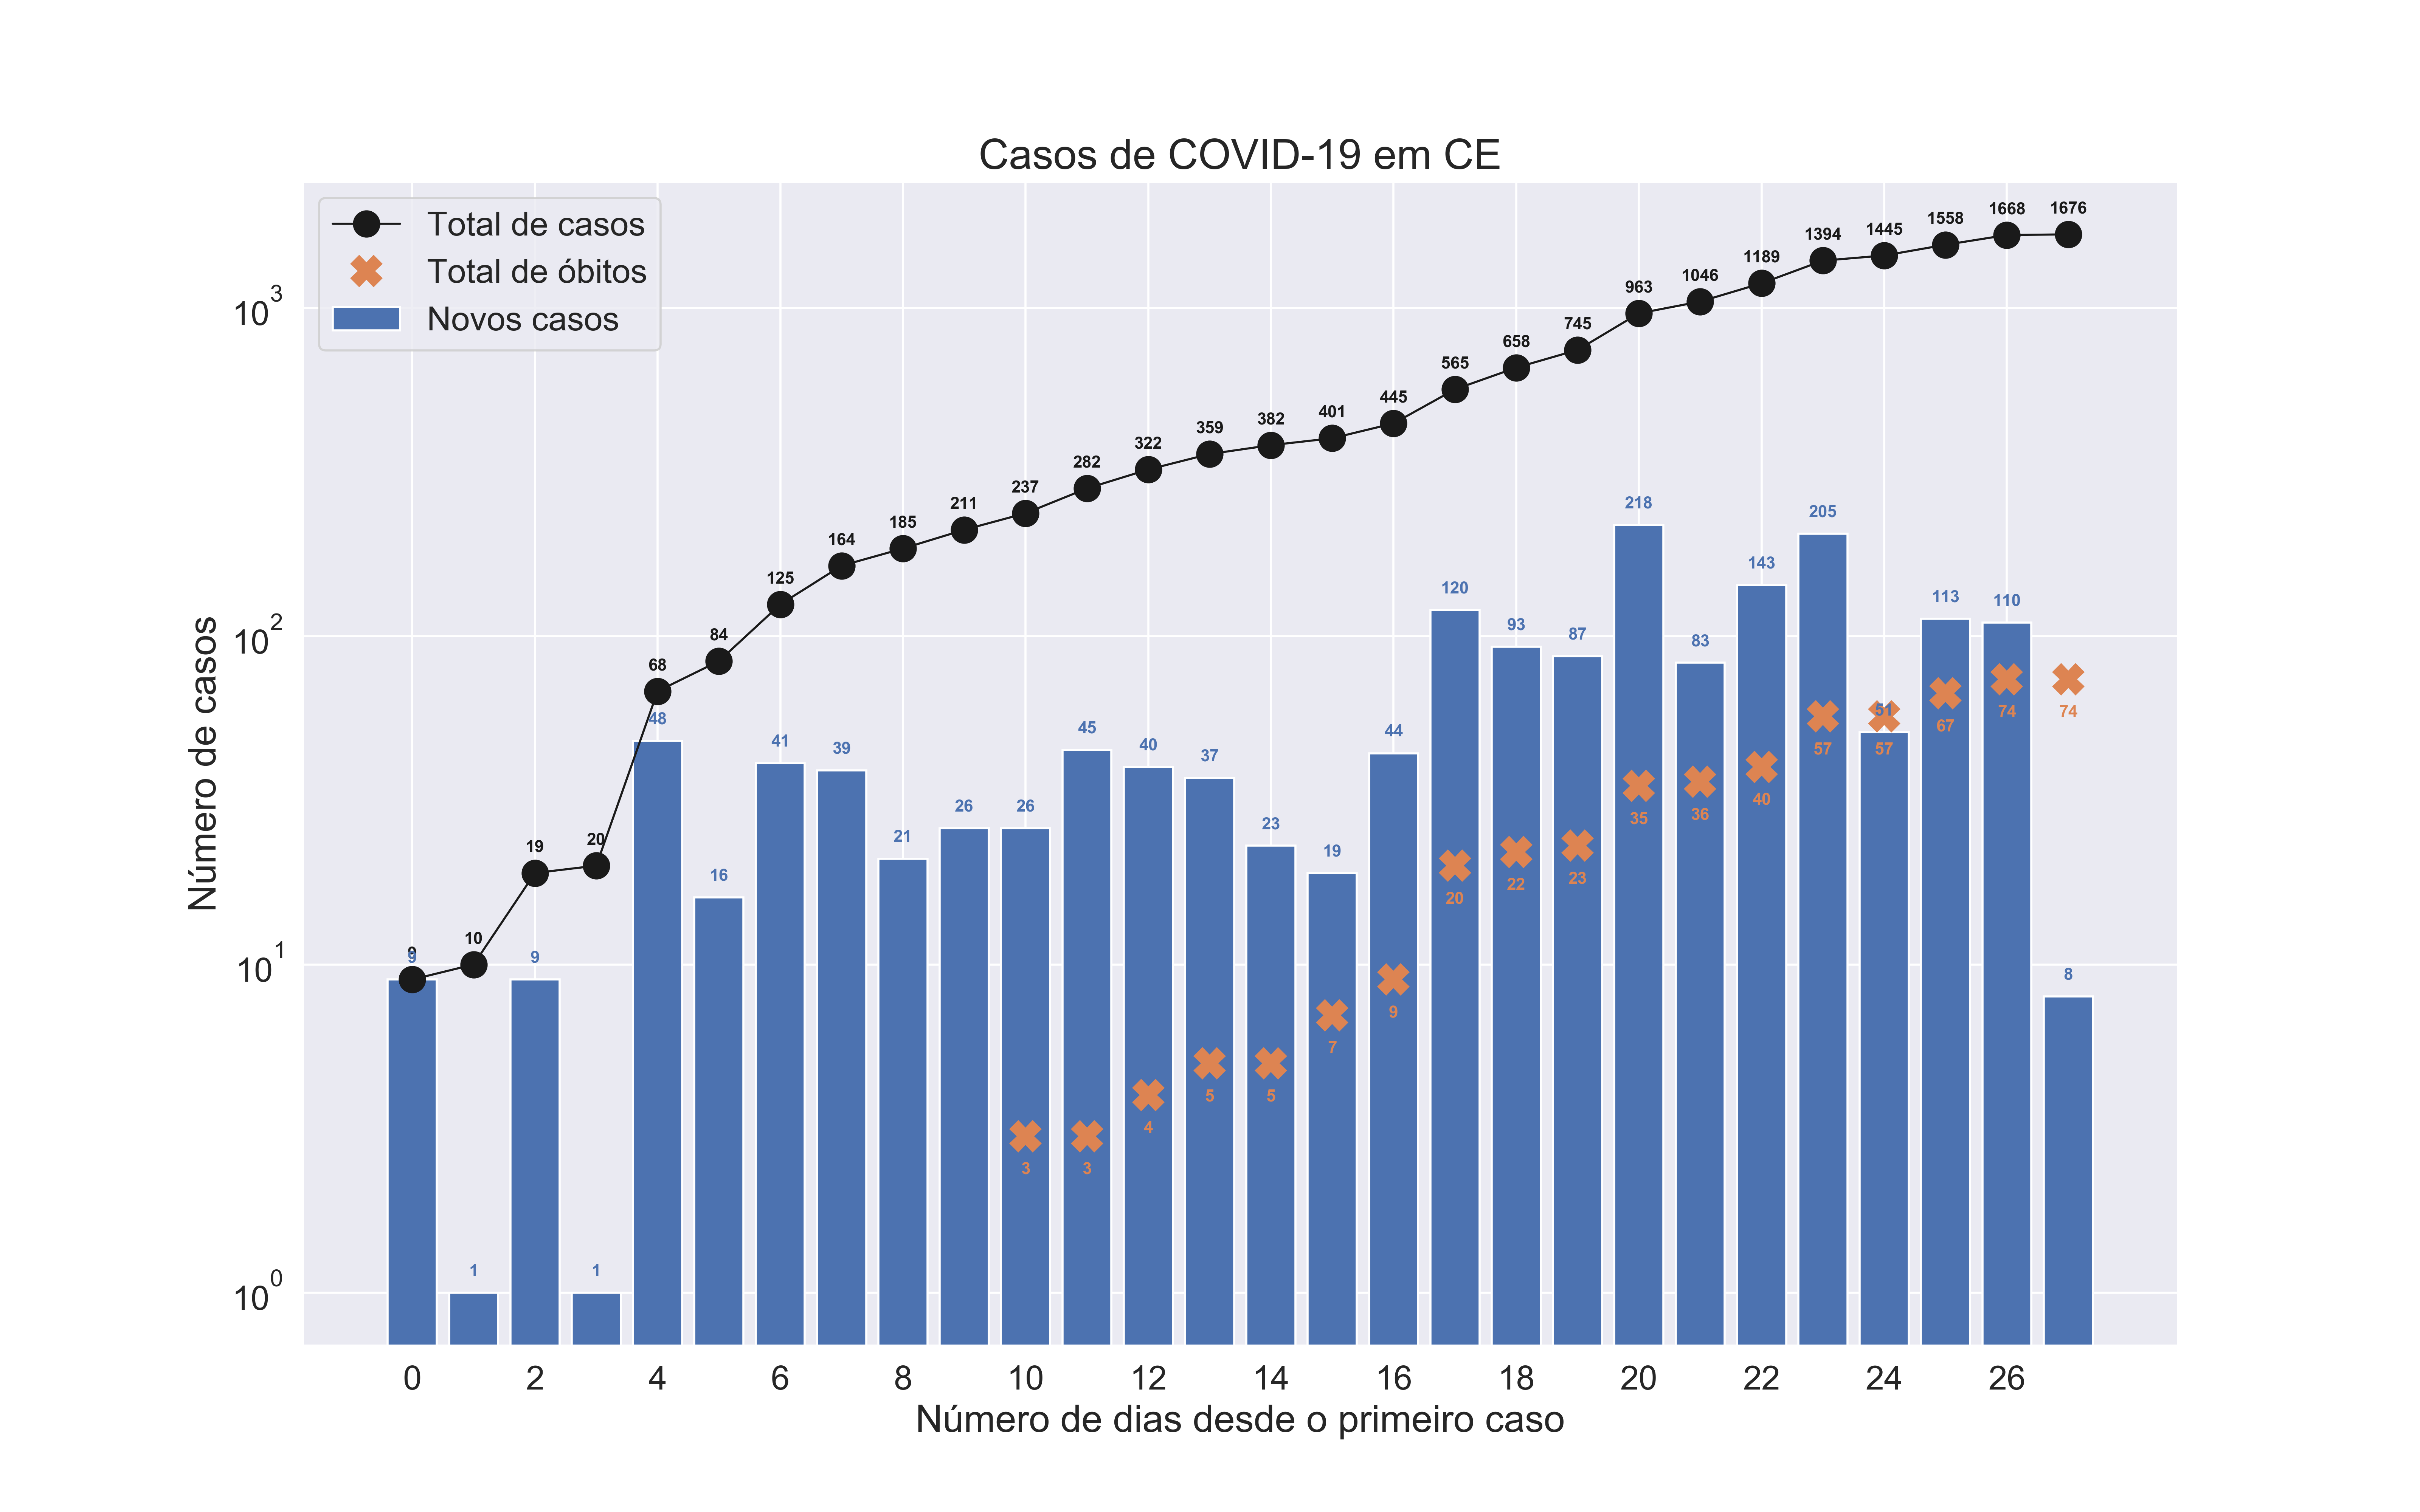 Casos de COVID-19 em CE
Total de casos
Total de óbitos
Novos casos
Número de casos
10^3
10^2
10^1
10^0
9 10 19 20 68 84 125 164 185 211 237 282 322 359 382 401 445 565 658 745 963 1046 1189 1394 1445 1558 1668 1676
9 1 9 1 48 16 41 39 21 26 26 45 40 37 23 19 44 120 93 87 218 83 143 205 51 113 110 8
3 3 4 5 5 7 9 20 22 23 35 36 40 57 57 67 74 74
0 2 4 6 8 10 12 14 16 18 20 22 24 26
Número de dias desde o primeiro caso